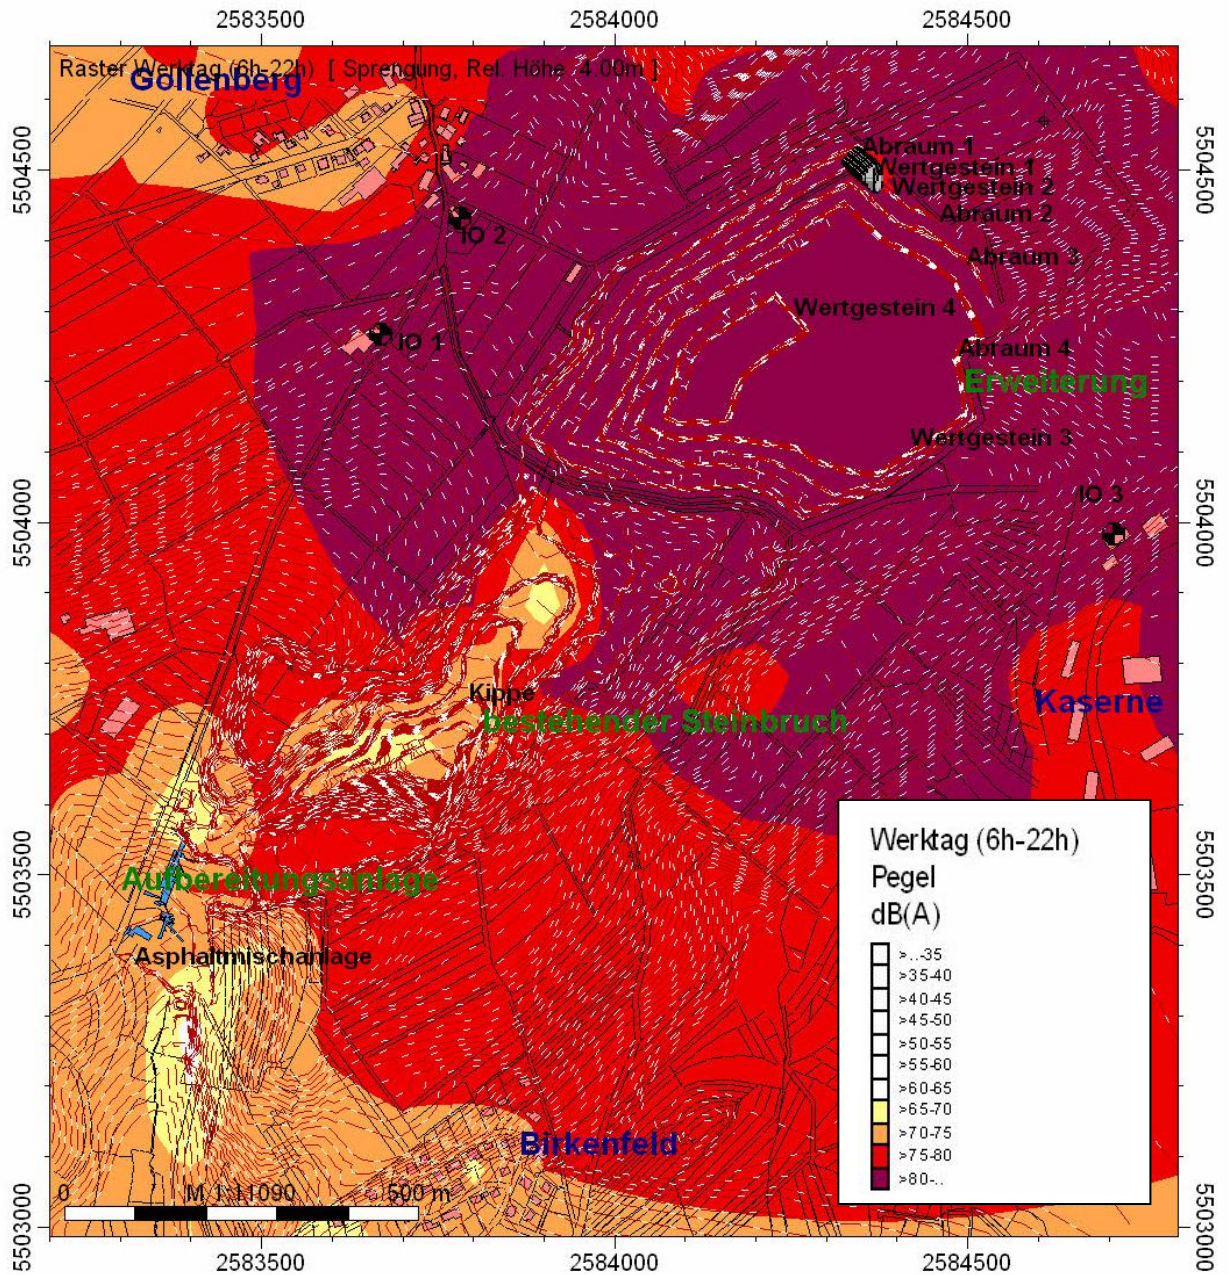 2583500
2584000
2584500
Raster Werktag (6h-22h) [ Sprengung, Rel. Höhe 4.00m ]
Gollenberg
5504500
5504500
Abraum 1
Wertgestein 1
Wertgestein 2
Abraum 2
IO 2
Abraum 3
Wertgestein 4
IO 1
Abraum 4
Erweiterung
Wertgestein 3
IO 3
5504000
5504000
Kippe
bestehender Steinbruch
Kaserne
Werktag (6h-22h)
Pegel
dB(A)
>..-35
>35-40
>40-45
>45-50
>50-55
>55-60
>60-65
>65-70
>70-75
>75-80
>80-..
5503500
5503500
Aufbereitungsanlage
Asphaltmischanlage
Birkenfeld
0 M 1:11090 500 m
5503000
5503000
2583500
2584000
2584500